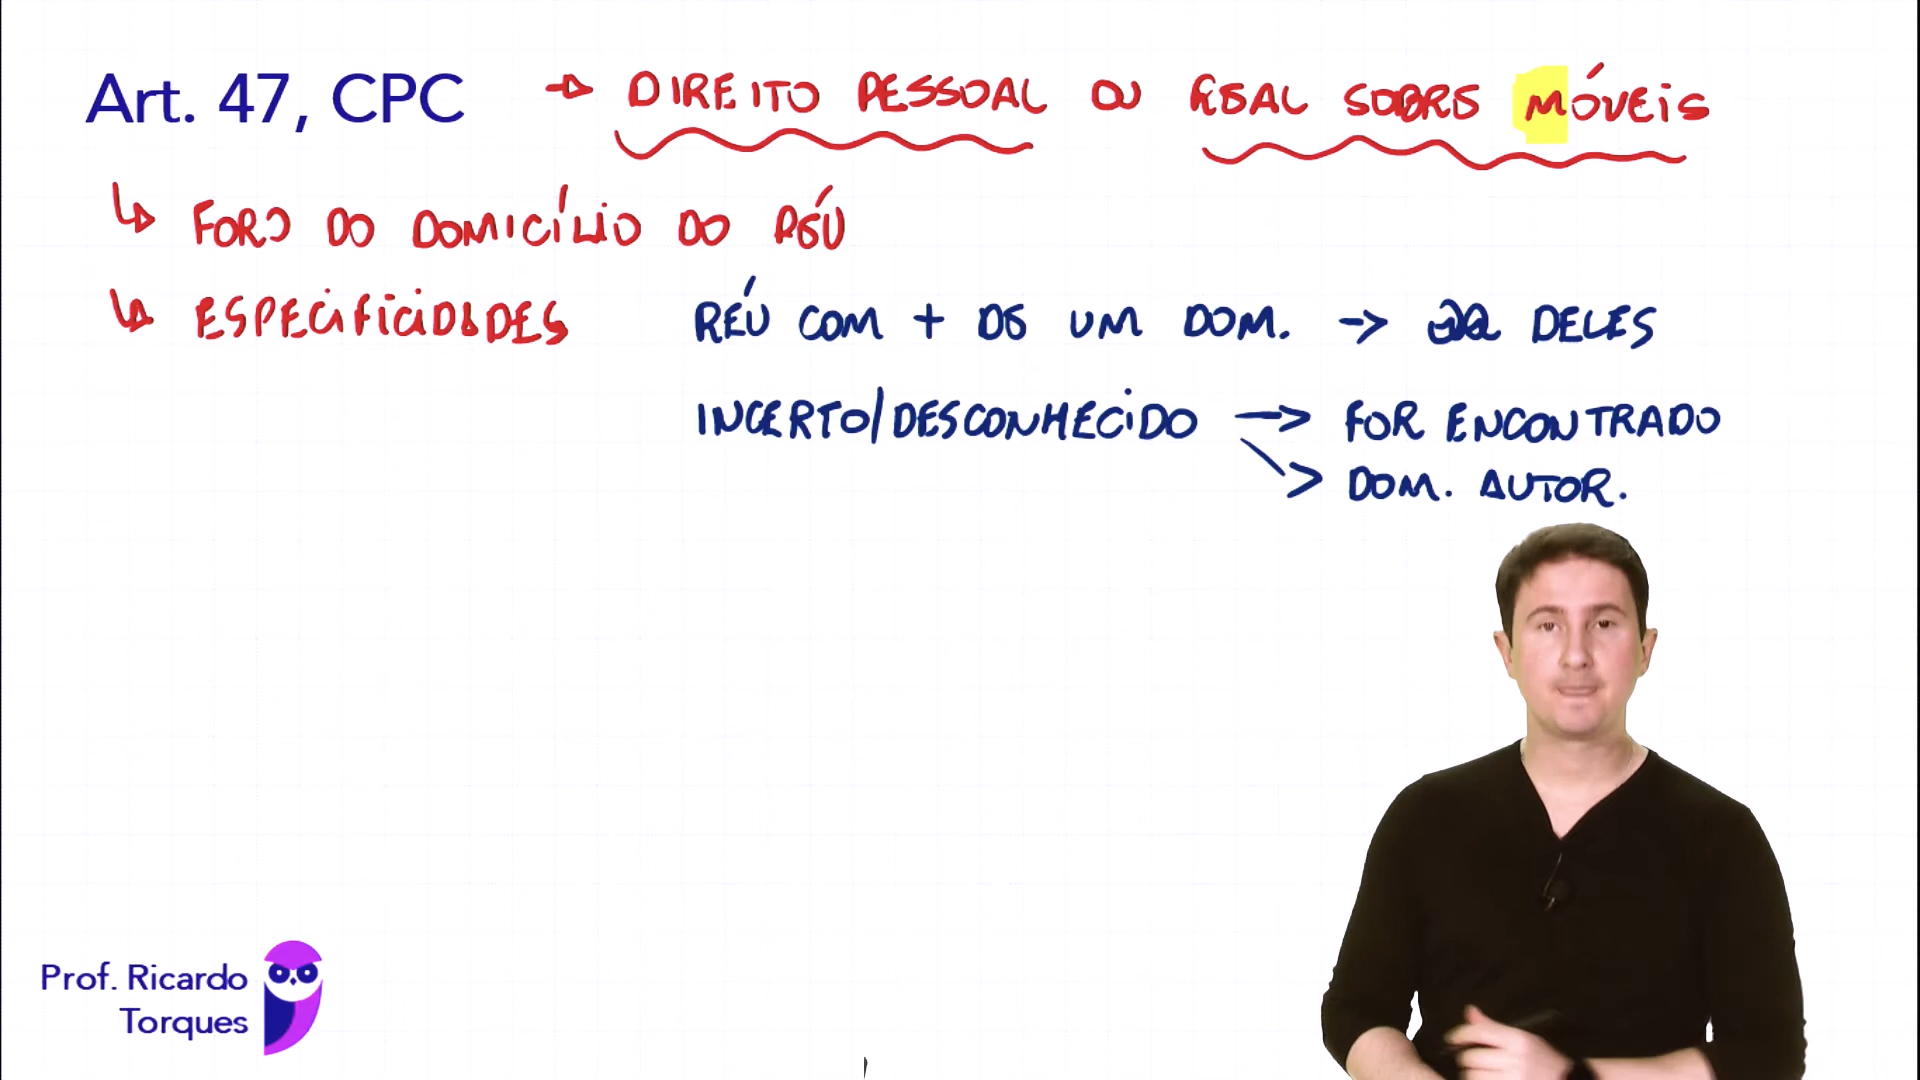 Art. 47, CPC → DIREITO PESSOAL OU REAL SOBRE MÓVEIS
↳ FORO DO DOMICÍLIO DO RÉU
↳ ESPECIFICIDADES RÉU COM + DE UM DOM. → DELES
INCERTO/DESCONHECIDO → FOR ENCONTRADO
→ DOM. AUTOR.
Prof. Ricardo
Torques